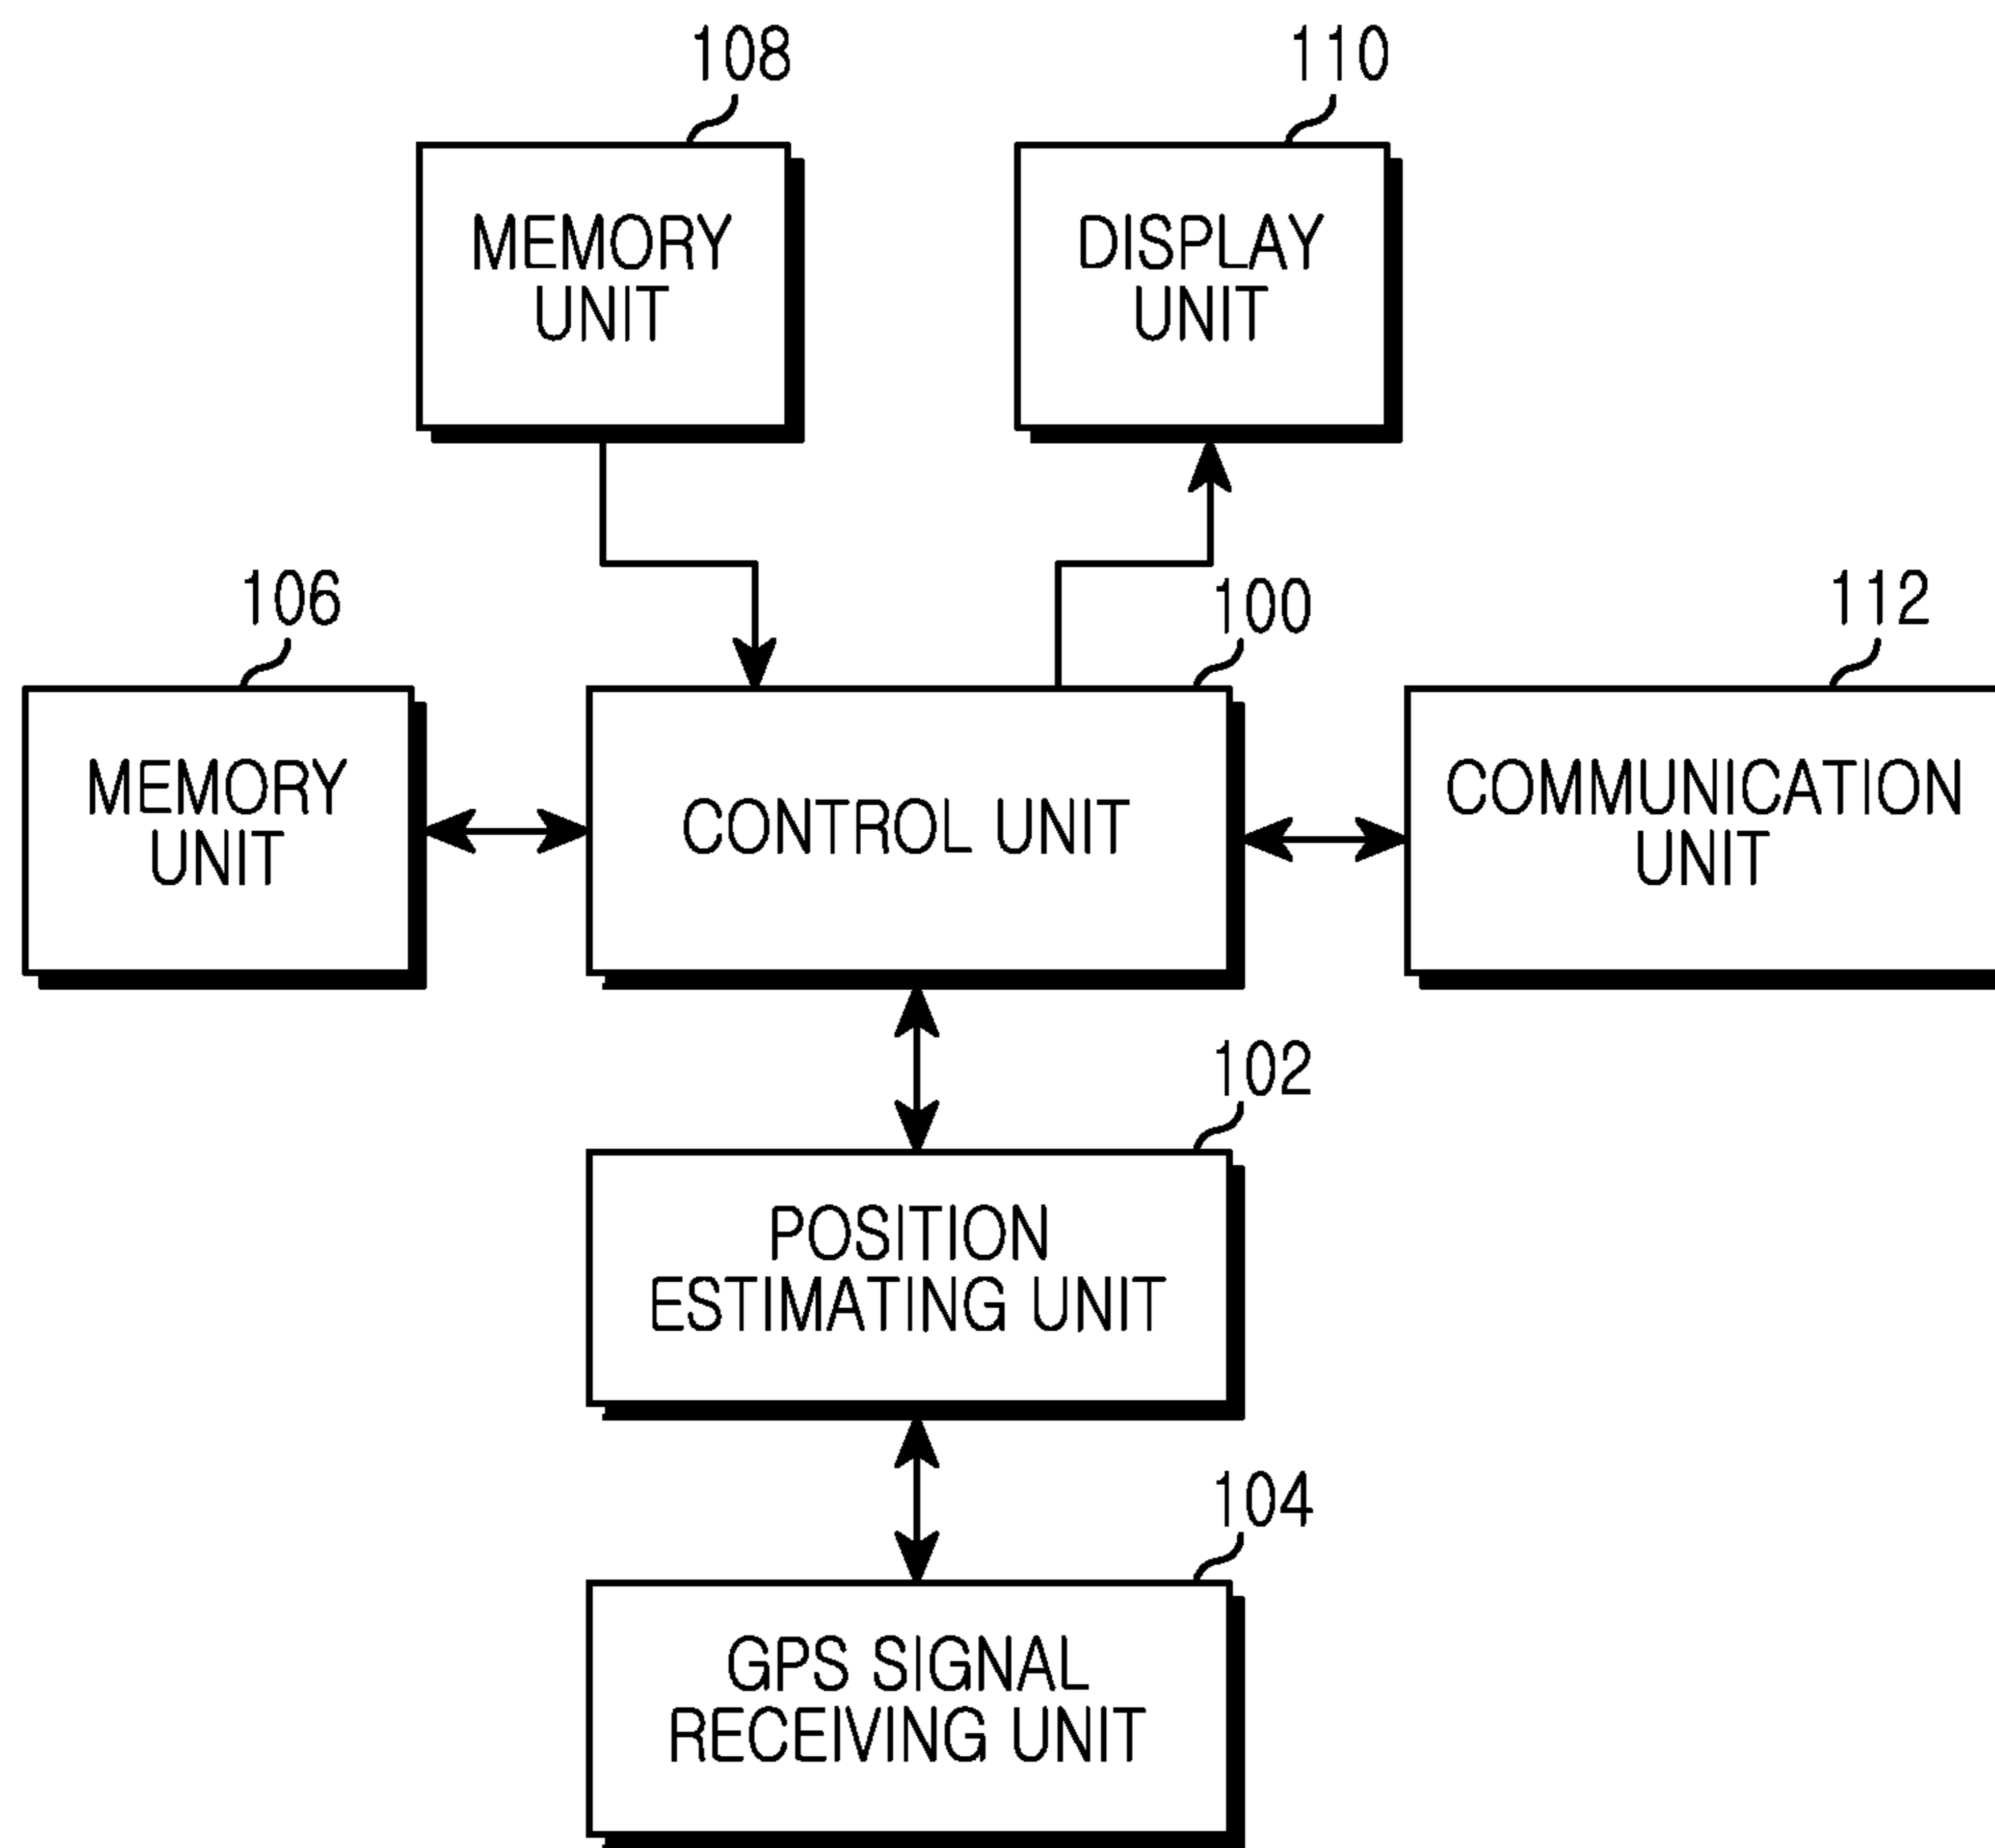 108
110
MEMORY
UNIT
DISPLAY
UNIT
106
100
112
MEMORY
UNIT
CONTROL UNIT
COMMUNICATION
UNIT
102
POSITION
ESTIMATING UNIT
104
GPS SIGNAL
RECEIVING UNIT